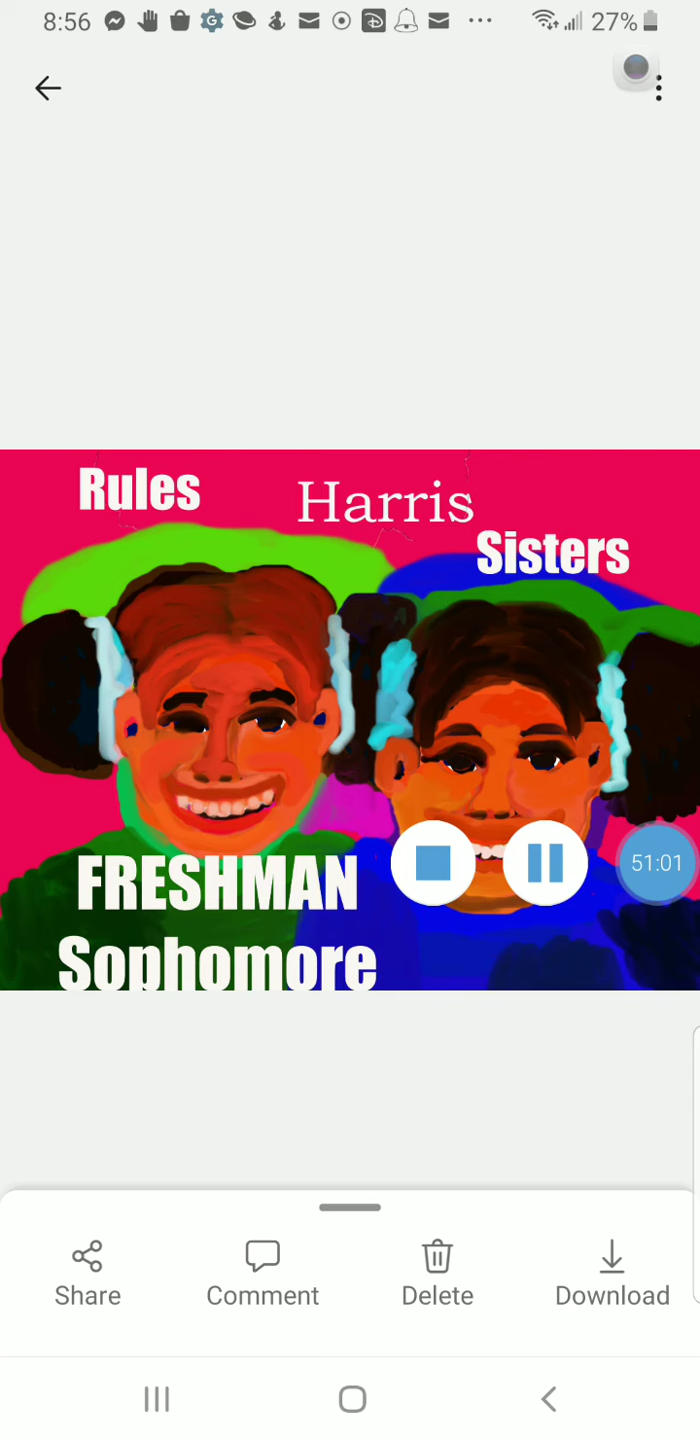 8:56
27%
Rules
Harris
Sisters
51:01
FRESHMAN
Sophomore
Share
Comment
Delete
Download